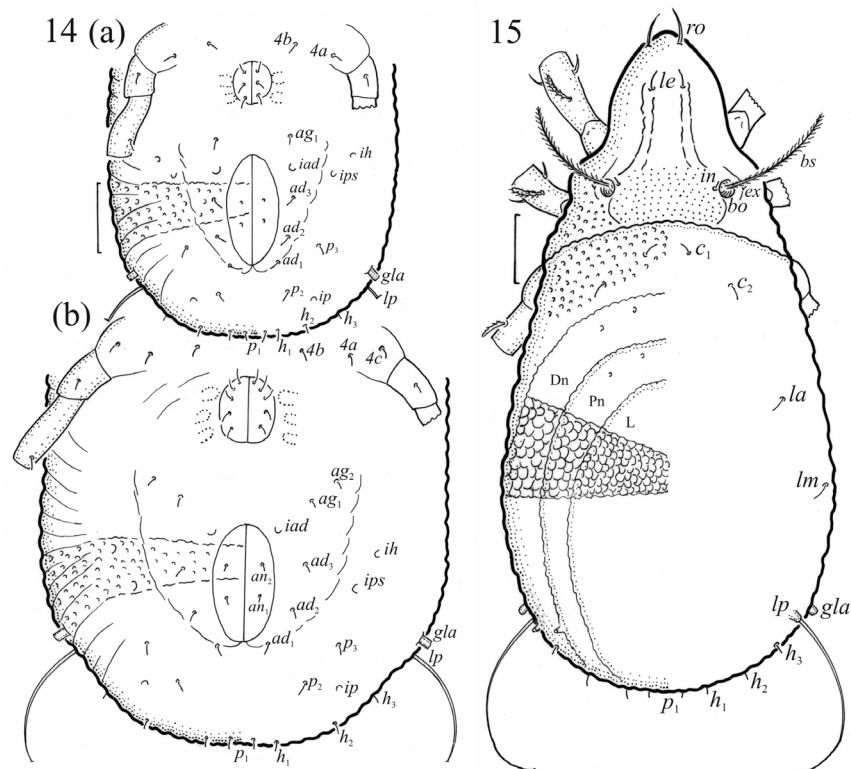 14 (a)
4b 4a
ag1
iad ih
ips
ad3
ad2
p3
ad1
gla
p2 ip lp
h2 h3
p1 h1
(b)
4b 4a 4c
ag2
ag1
iad
ih
ad3
an2 ips
an1 ad2
ad1 p3 gla
lp
p2 ip
h3
h2
p1 h1
15
ro
le
bs
in
ex
bo
c1
c2
Dn
Pn
L
la
lm
lp gla
h3
h2
p1 h1